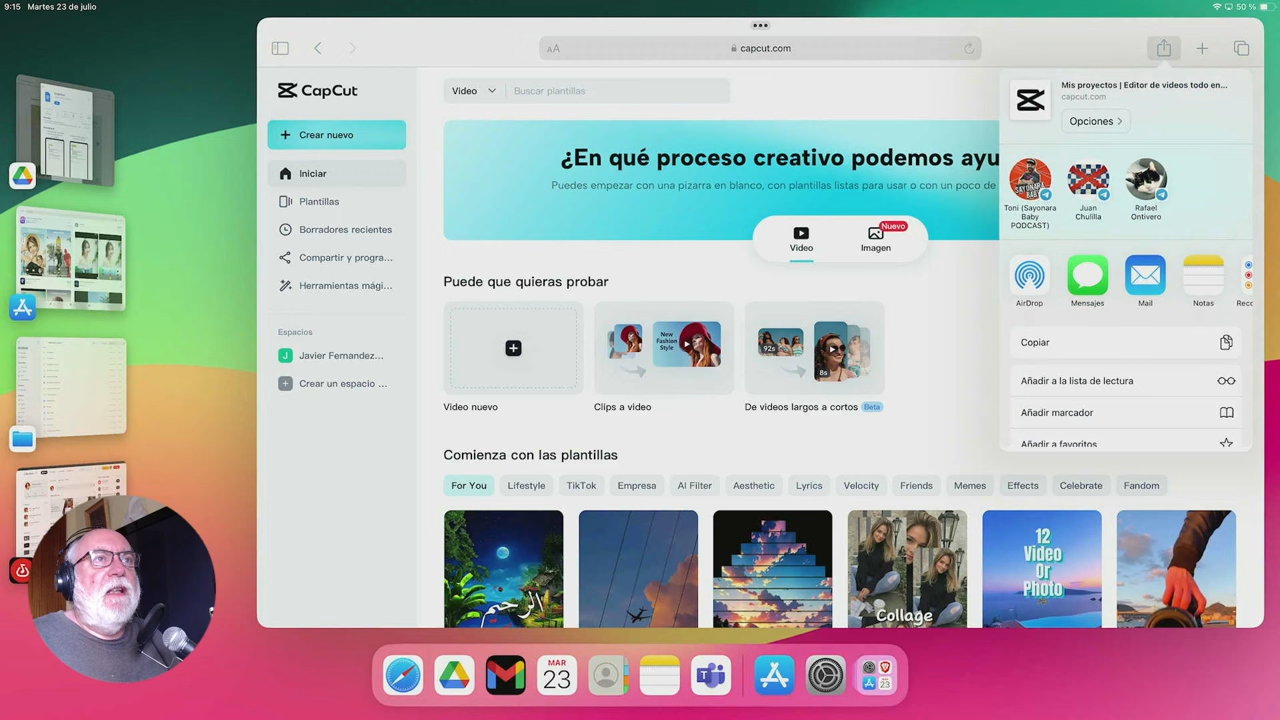 9:15 Martes 23 de julio
50 %
AA
capcut.com
CapCut
Video
Buscar plantillas
Crear nuevo
Iniciar
Plantillas
Borradores recientes
Compartir y progra...
Herramientas mági...
Espacios
J
Javier Fernandez...
Crear un espacio ...
¿En qué proceso creativo podemos ayu
Puedes empezar con una pizarra en blanco, con plantillas listas para usar o con un poco de
Video
Imagen
Nuevo
Puede que quieras probar
New
Fashion
Style
92s
8s
Video nuevo
Clips a video
De videos largos a cortos
Beta
Comienza con las plantillas
For You
Lifestyle
TikTok
Empresa
AI Filter
Aesthetic
Lyrics
Velocity
Friends
Memes
Effects
Celebrate
Fandom
Collage
12
Video
Or
Photo
Mis proyectos | Editor de videos todo en...
capcut.com
Opciones
SAYONARA
BABY
Toni (Sayonara
Baby
PODCAST)
Juan
Chulilla
Rafael
Ontivero
AirDrop
Mensajes
Mail
Notas
Reco
Copiar
Añadir a la lista de lectura
Añadir marcador
Añadir a favoritos
MAR
23
23